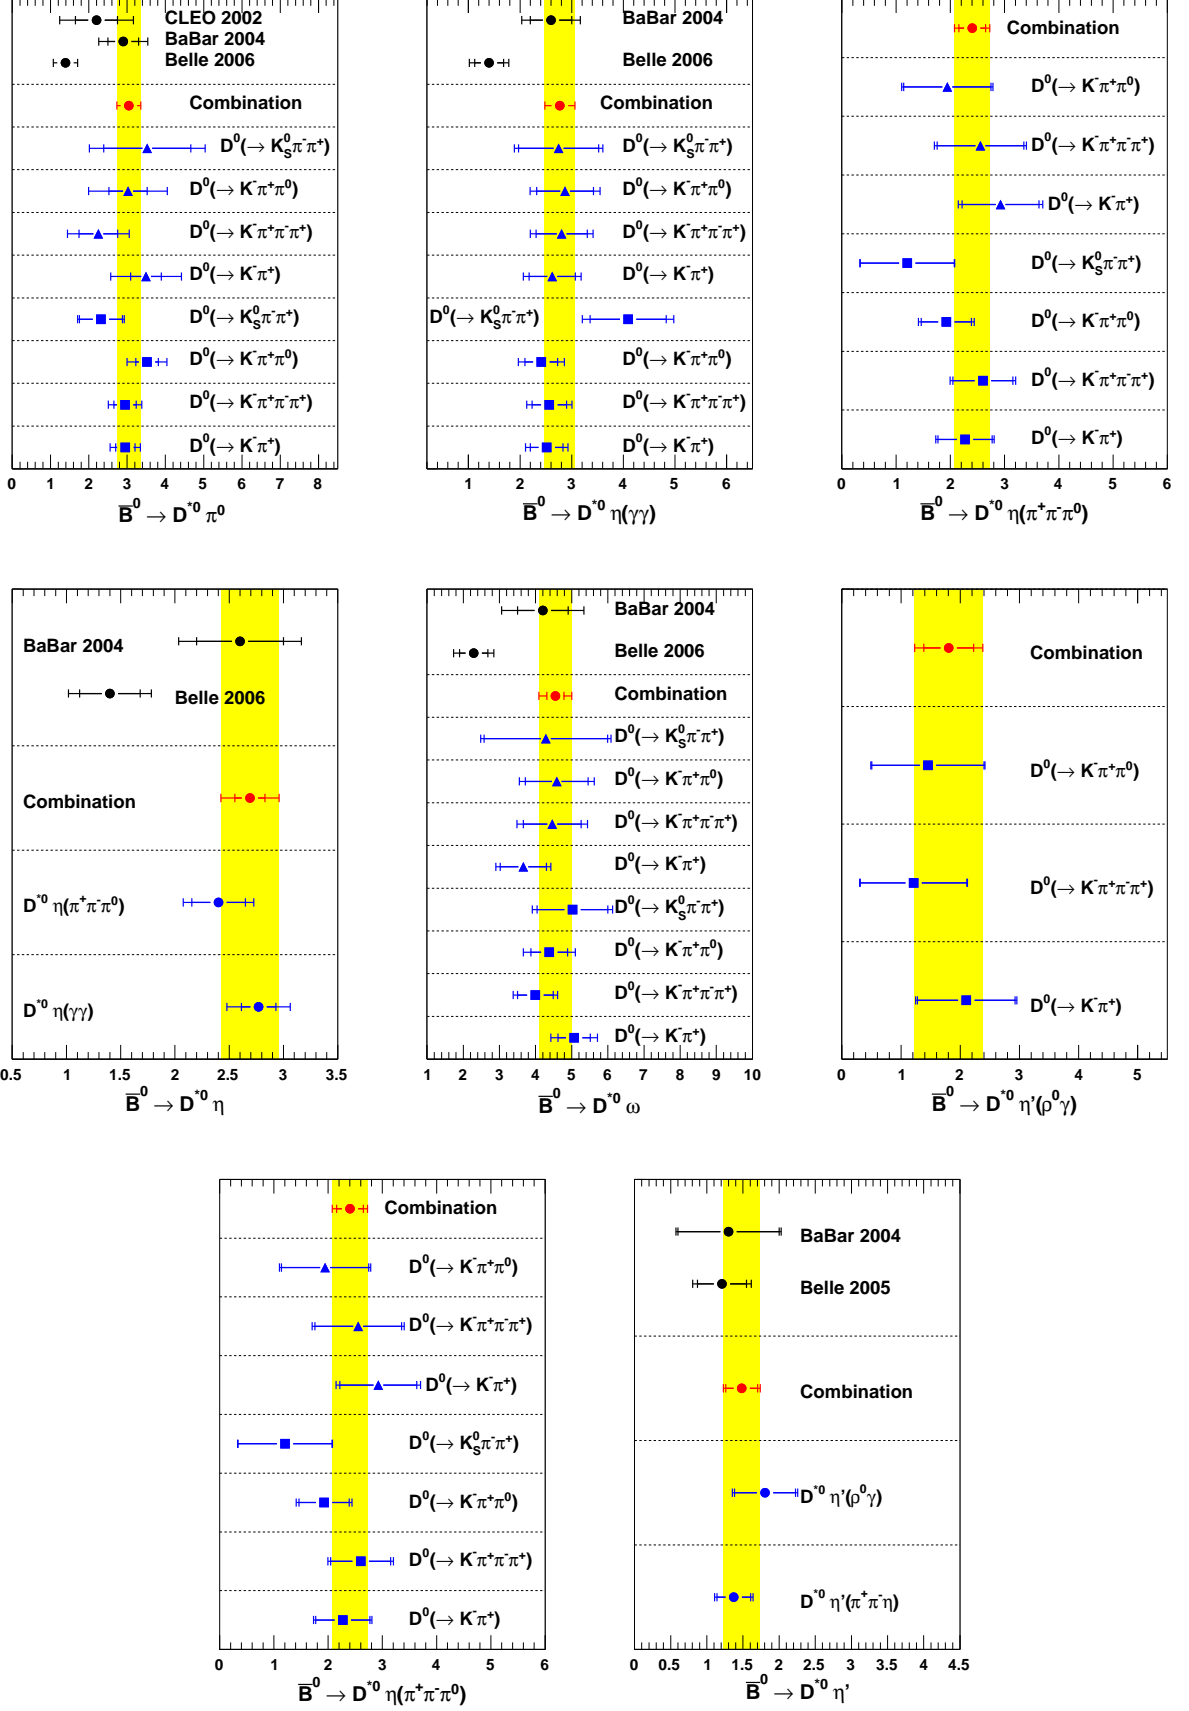 CLEO 2002
BaBar 2004
Belle 2006
Combination
D⁰(→ K_S⁰π⁻π⁺)
D⁰(→ K⁻π⁺π⁰)
D⁰(→ K⁻π⁺π⁻π⁺)
D⁰(→ K⁻π⁺)
D⁰(→ K_S⁰π⁻π⁺)
D⁰(→ K⁻π⁺π⁰)
D⁰(→ K⁻π⁺π⁻π⁺)
D⁰(→ K⁻π⁺)
0 1 2 3 4 5 6 7 8
B̅⁰ → D*⁰ π⁰
BaBar 2004
Belle 2006
Combination
D⁰(→ K_S⁰π⁻π⁺)
D⁰(→ K⁻π⁺π⁰)
D⁰(→ K⁻π⁺π⁻π⁺)
D⁰(→ K⁻π⁺)
D⁰(→ K_S⁰π⁻π⁺)
D⁰(→ K⁻π⁺π⁰)
D⁰(→ K⁻π⁺π⁻π⁺)
D⁰(→ K⁻π⁺)
1 2 3 4 5 6
B̅⁰ → D*⁰ η(γγ)
Combination
D⁰(→ K⁻π⁺π⁰)
D⁰(→ K⁻π⁺π⁻π⁺)
D⁰(→ K⁻π⁺)
D⁰(→ K_S⁰π⁻π⁺)
D⁰(→ K⁻π⁺π⁰)
D⁰(→ K⁻π⁺π⁻π⁺)
D⁰(→ K⁻π⁺)
0 1 2 3 4 5 6
B̅⁰ → D*⁰ η(π⁺π⁻π⁰)
BaBar 2004
Belle 2006
Combination
D*⁰ η(π⁺π⁻π⁰)
D*⁰ η(γγ)
0.5 1 1.5 2 2.5 3 3.5
B̅⁰ → D*⁰ η
BaBar 2004
Belle 2006
Combination
D⁰(→ K_S⁰π⁻π⁺)
D⁰(→ K⁻π⁺π⁰)
D⁰(→ K⁻π⁺π⁻π⁺)
D⁰(→ K⁻π⁺)
D⁰(→ K_S⁰π⁻π⁺)
D⁰(→ K⁻π⁺π⁰)
D⁰(→ K⁻π⁺π⁻π⁺)
D⁰(→ K⁻π⁺)
1 2 3 4 5 6 7 8 9 10
B̅⁰ → D*⁰ ω
Combination
D⁰(→ K⁻π⁺π⁰)
D⁰(→ K⁻π⁺π⁻π⁺)
D⁰(→ K⁻π⁺)
0 1 2 3 4 5
B̅⁰ → D*⁰ η'(ρ⁰γ)
Combination
D⁰(→ K⁻π⁺π⁰)
D⁰(→ K⁻π⁺π⁻π⁺)
D⁰(→ K⁻π⁺)
D⁰(→ K_S⁰π⁻π⁺)
D⁰(→ K⁻π⁺π⁰)
D⁰(→ K⁻π⁺π⁻π⁺)
D⁰(→ K⁻π⁺)
0 1 2 3 4 5 6
B̅⁰ → D*⁰ η(π⁺π⁻π⁰)
BaBar 2004
Belle 2005
Combination
D*⁰ η'(ρ⁰γ)
D*⁰ η'(π⁺π⁻η)
0 0.5 1 1.5 2 2.5 3 3.5 4 4.5
B̅⁰ → D*⁰ η'